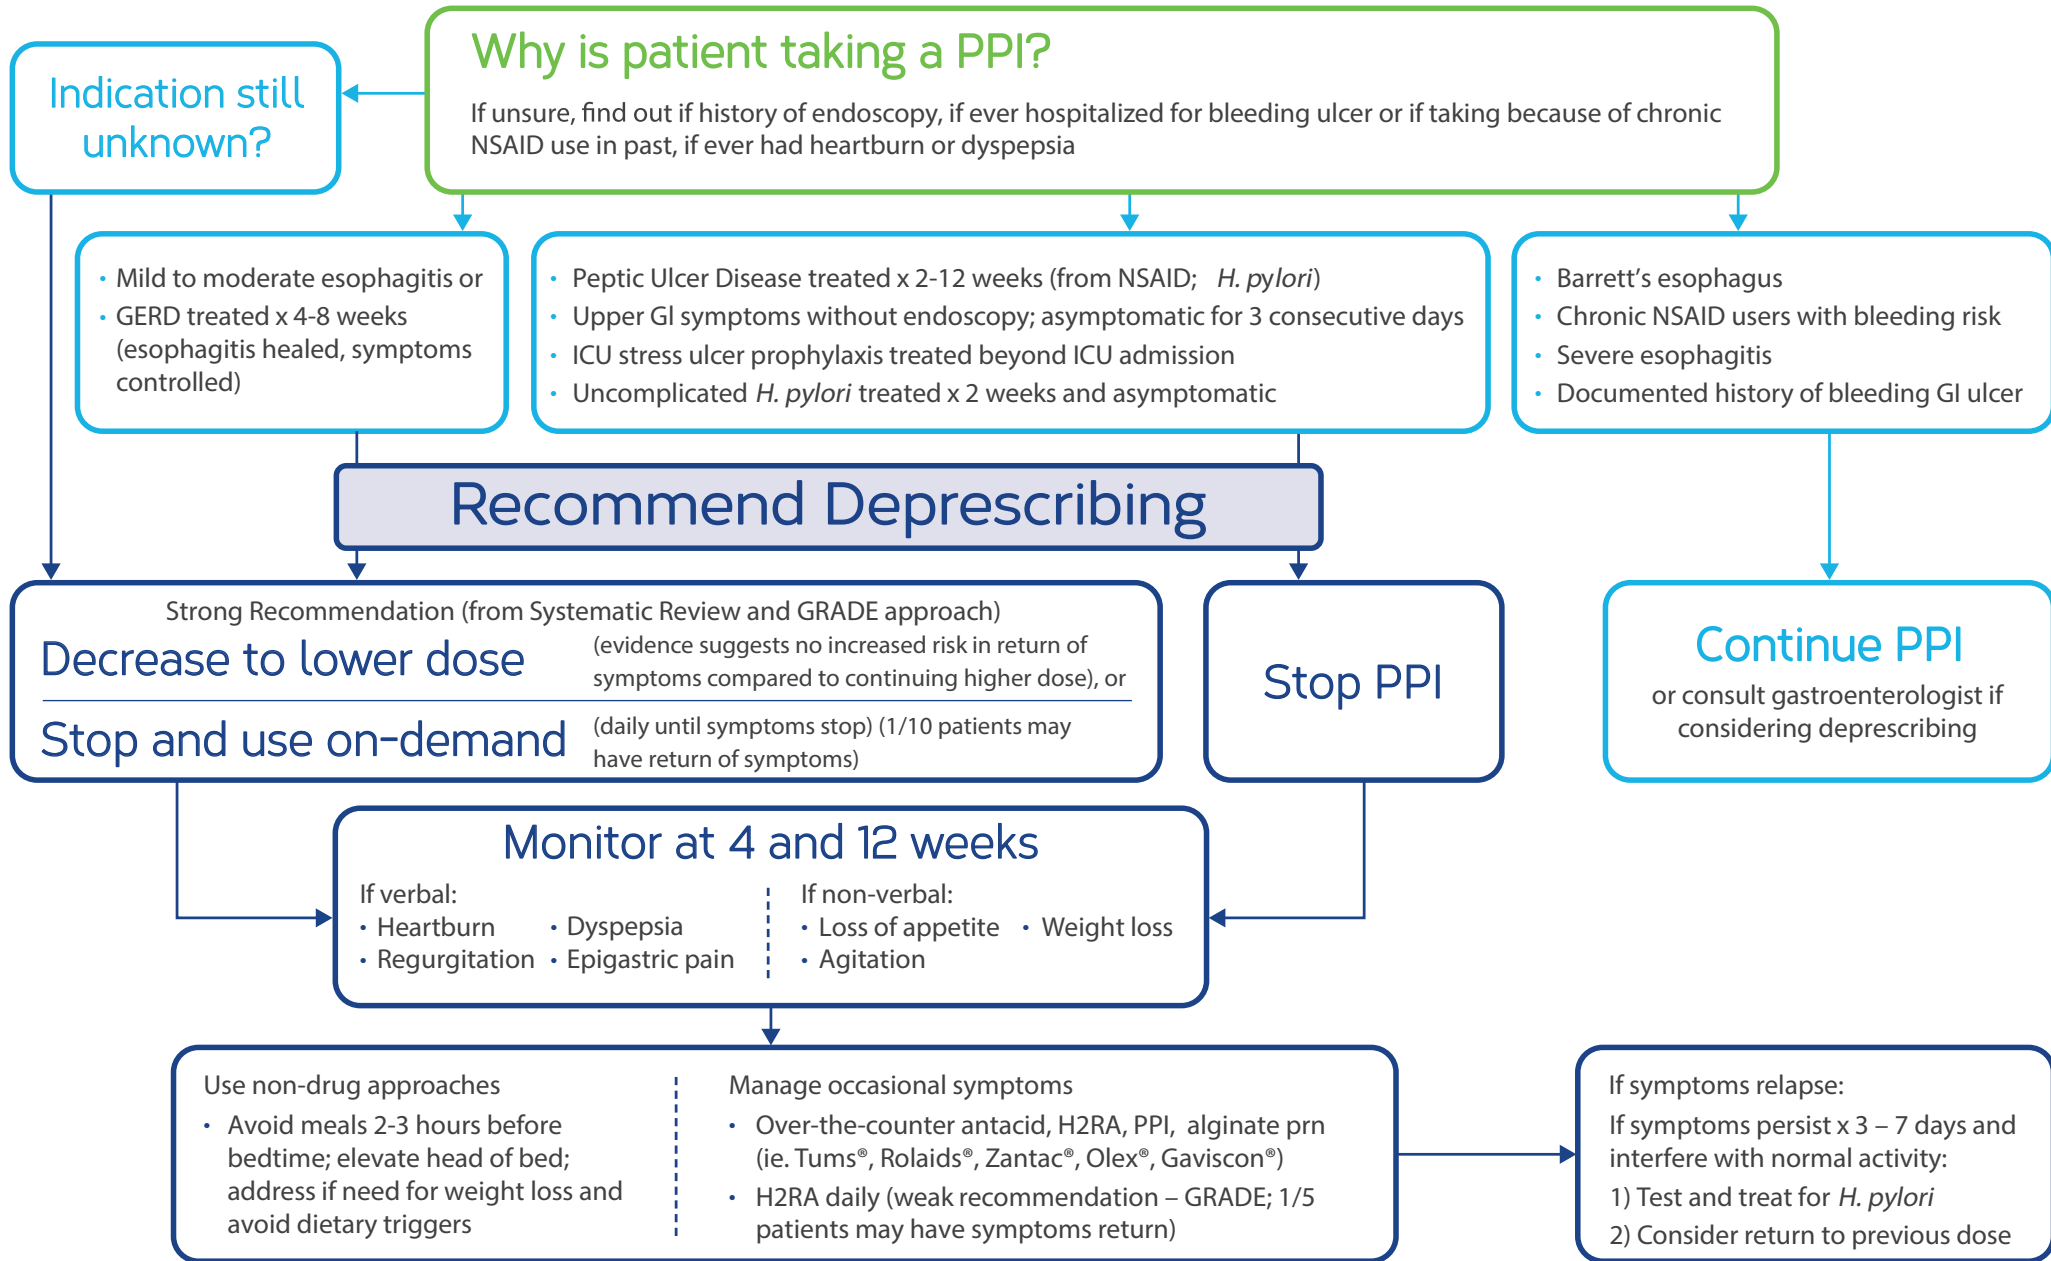 Why is patient taking a PPI?
If unsure, find out if history of endoscopy, if ever hospitalized for bleeding ulcer or if taking because of chronic
NSAID use in past, if ever had heartburn or dyspepsia
Indication still
unknown?
• Mild to moderate esophagitis or
• GERD treated x 4-8 weeks
(esophagitis healed, symptoms
controlled)
• Peptic Ulcer Disease treated x 2-12 weeks (from NSAID; H. pylori)
• Upper GI symptoms without endoscopy; asymptomatic for 3 consecutive days
• ICU stress ulcer prophylaxis treated beyond ICU admission
• Uncomplicated H. pylori treated x 2 weeks and asymptomatic
• Barrett's esophagus
• Chronic NSAID users with bleeding risk
• Severe esophagitis
• Documented history of bleeding GI ulcer
Recommend Deprescribing
Strong Recommendation (from Systematic Review and GRADE approach)
Decrease to lower dose
(evidence suggests no increased risk in return of
symptoms compared to continuing higher dose), or
Stop and use on-demand
(daily until symptoms stop) (1/10 patients may
have return of symptoms)
Stop PPI
Continue PPI
or consult gastroenterologist if
considering deprescribing
Monitor at 4 and 12 weeks
If verbal:
• Heartburn • Dyspepsia
• Regurgitation • Epigastric pain
If non-verbal:
• Loss of appetite • Weight loss
• Agitation
Use non-drug approaches
• Avoid meals 2-3 hours before
bedtime; elevate head of bed;
address if need for weight loss and
avoid dietary triggers
Manage occasional symptoms
• Over-the-counter antacid, H2RA, PPI, alginate prn
(ie. Tums®, Rolaids®, Zantac®, Olex®, Gaviscon®)
• H2RA daily (weak recommendation – GRADE; 1/5
patients may have symptoms return)
If symptoms relapse:
If symptoms persist x 3 – 7 days and
interfere with normal activity:
1) Test and treat for H. pylori
2) Consider return to previous dose